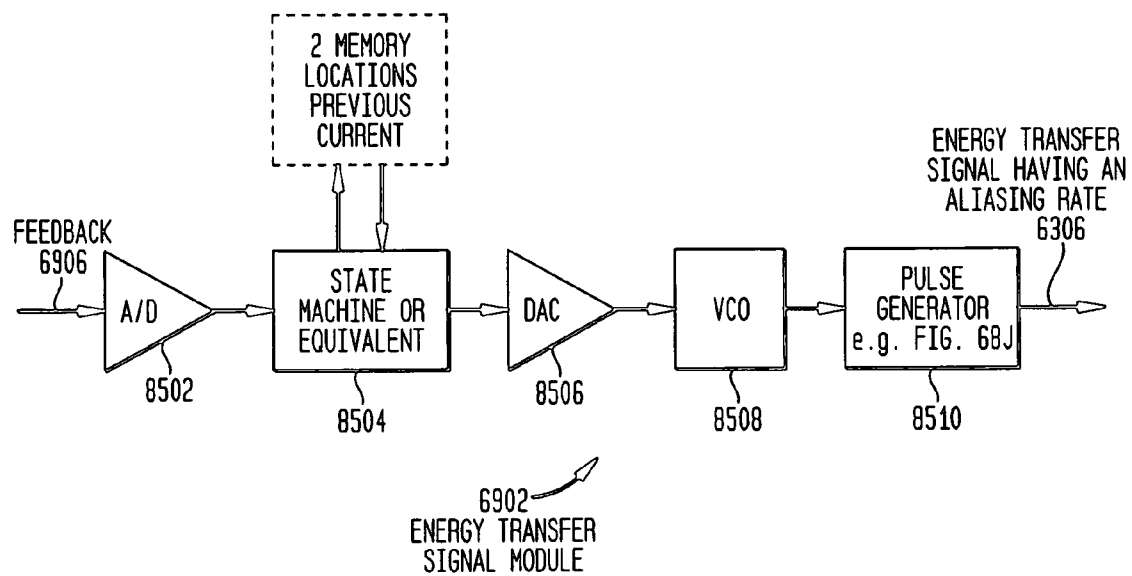 2 MEMORY
LOCATIONS
PREVIOUS
CURRENT
ENERGY TRANSFER
SIGNAL HAVING AN
ALIASING RATE
6306
FEEDBACK
6906
A/D
8502
STATE
MACHINE OR
EQUIVALENT
8504
DAC
8506
VCO
8508
PULSE
GENERATOR
e.g. FIG. 68J
8510
6902
ENERGY TRANSFER
SIGNAL MODULE